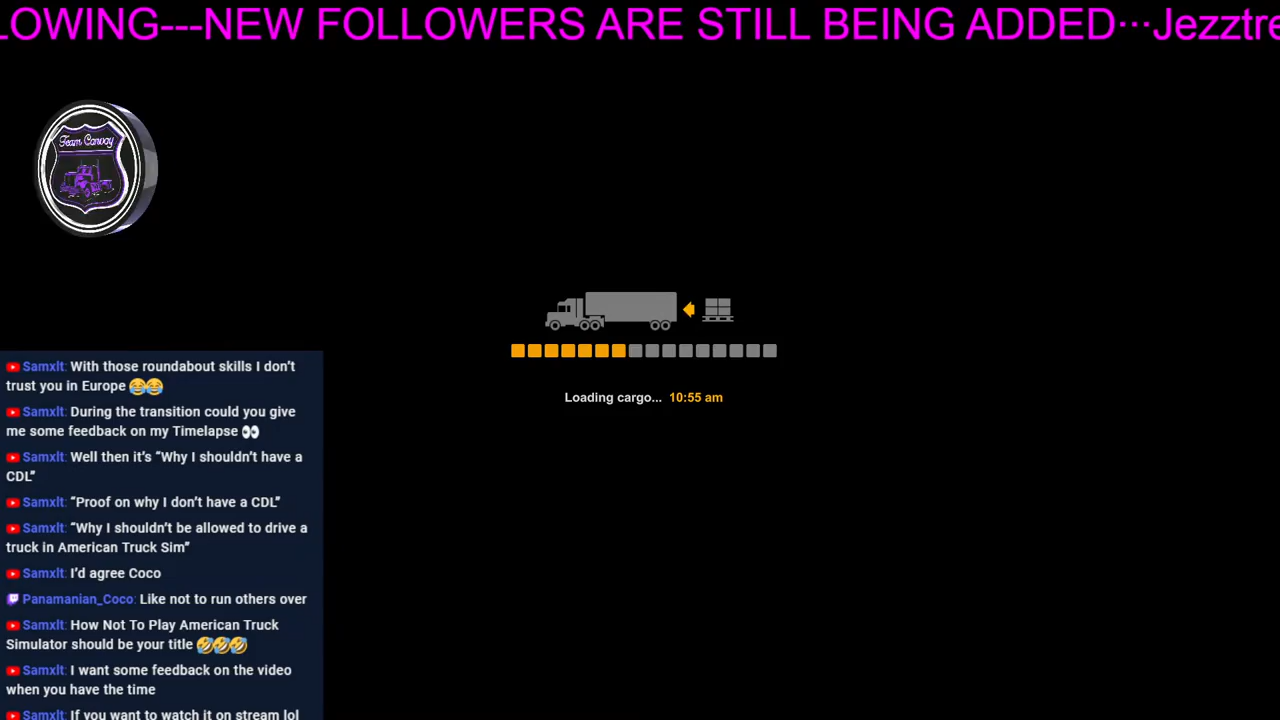 LOWING---NEW FOLLOWERS ARE STILL BEING ADDED···Jezztre
Team Conway
Loading cargo... 10:55 am
Samxlt: With those roundabout skills I don't
trust you in Europe 😂😂
Samxlt: During the transition could you give
me some feedback on my Timelapse 👀
Samxlt: Well then it's “Why I shouldn't have a
CDL”
Samxlt: “Proof on why I don't have a CDL”
Samxlt: “Why I shouldn't be allowed to drive a
truck in American Truck Sim”
Samxlt: I'd agree Coco
Panamanian_Coco: Like not to run others over
Samxlt: How Not To Play American Truck
Simulator should be your title 🤣🤣🤣
Samxlt: I want some feedback on the video
when you have the time
Samxlt: If you want to watch it on stream lol